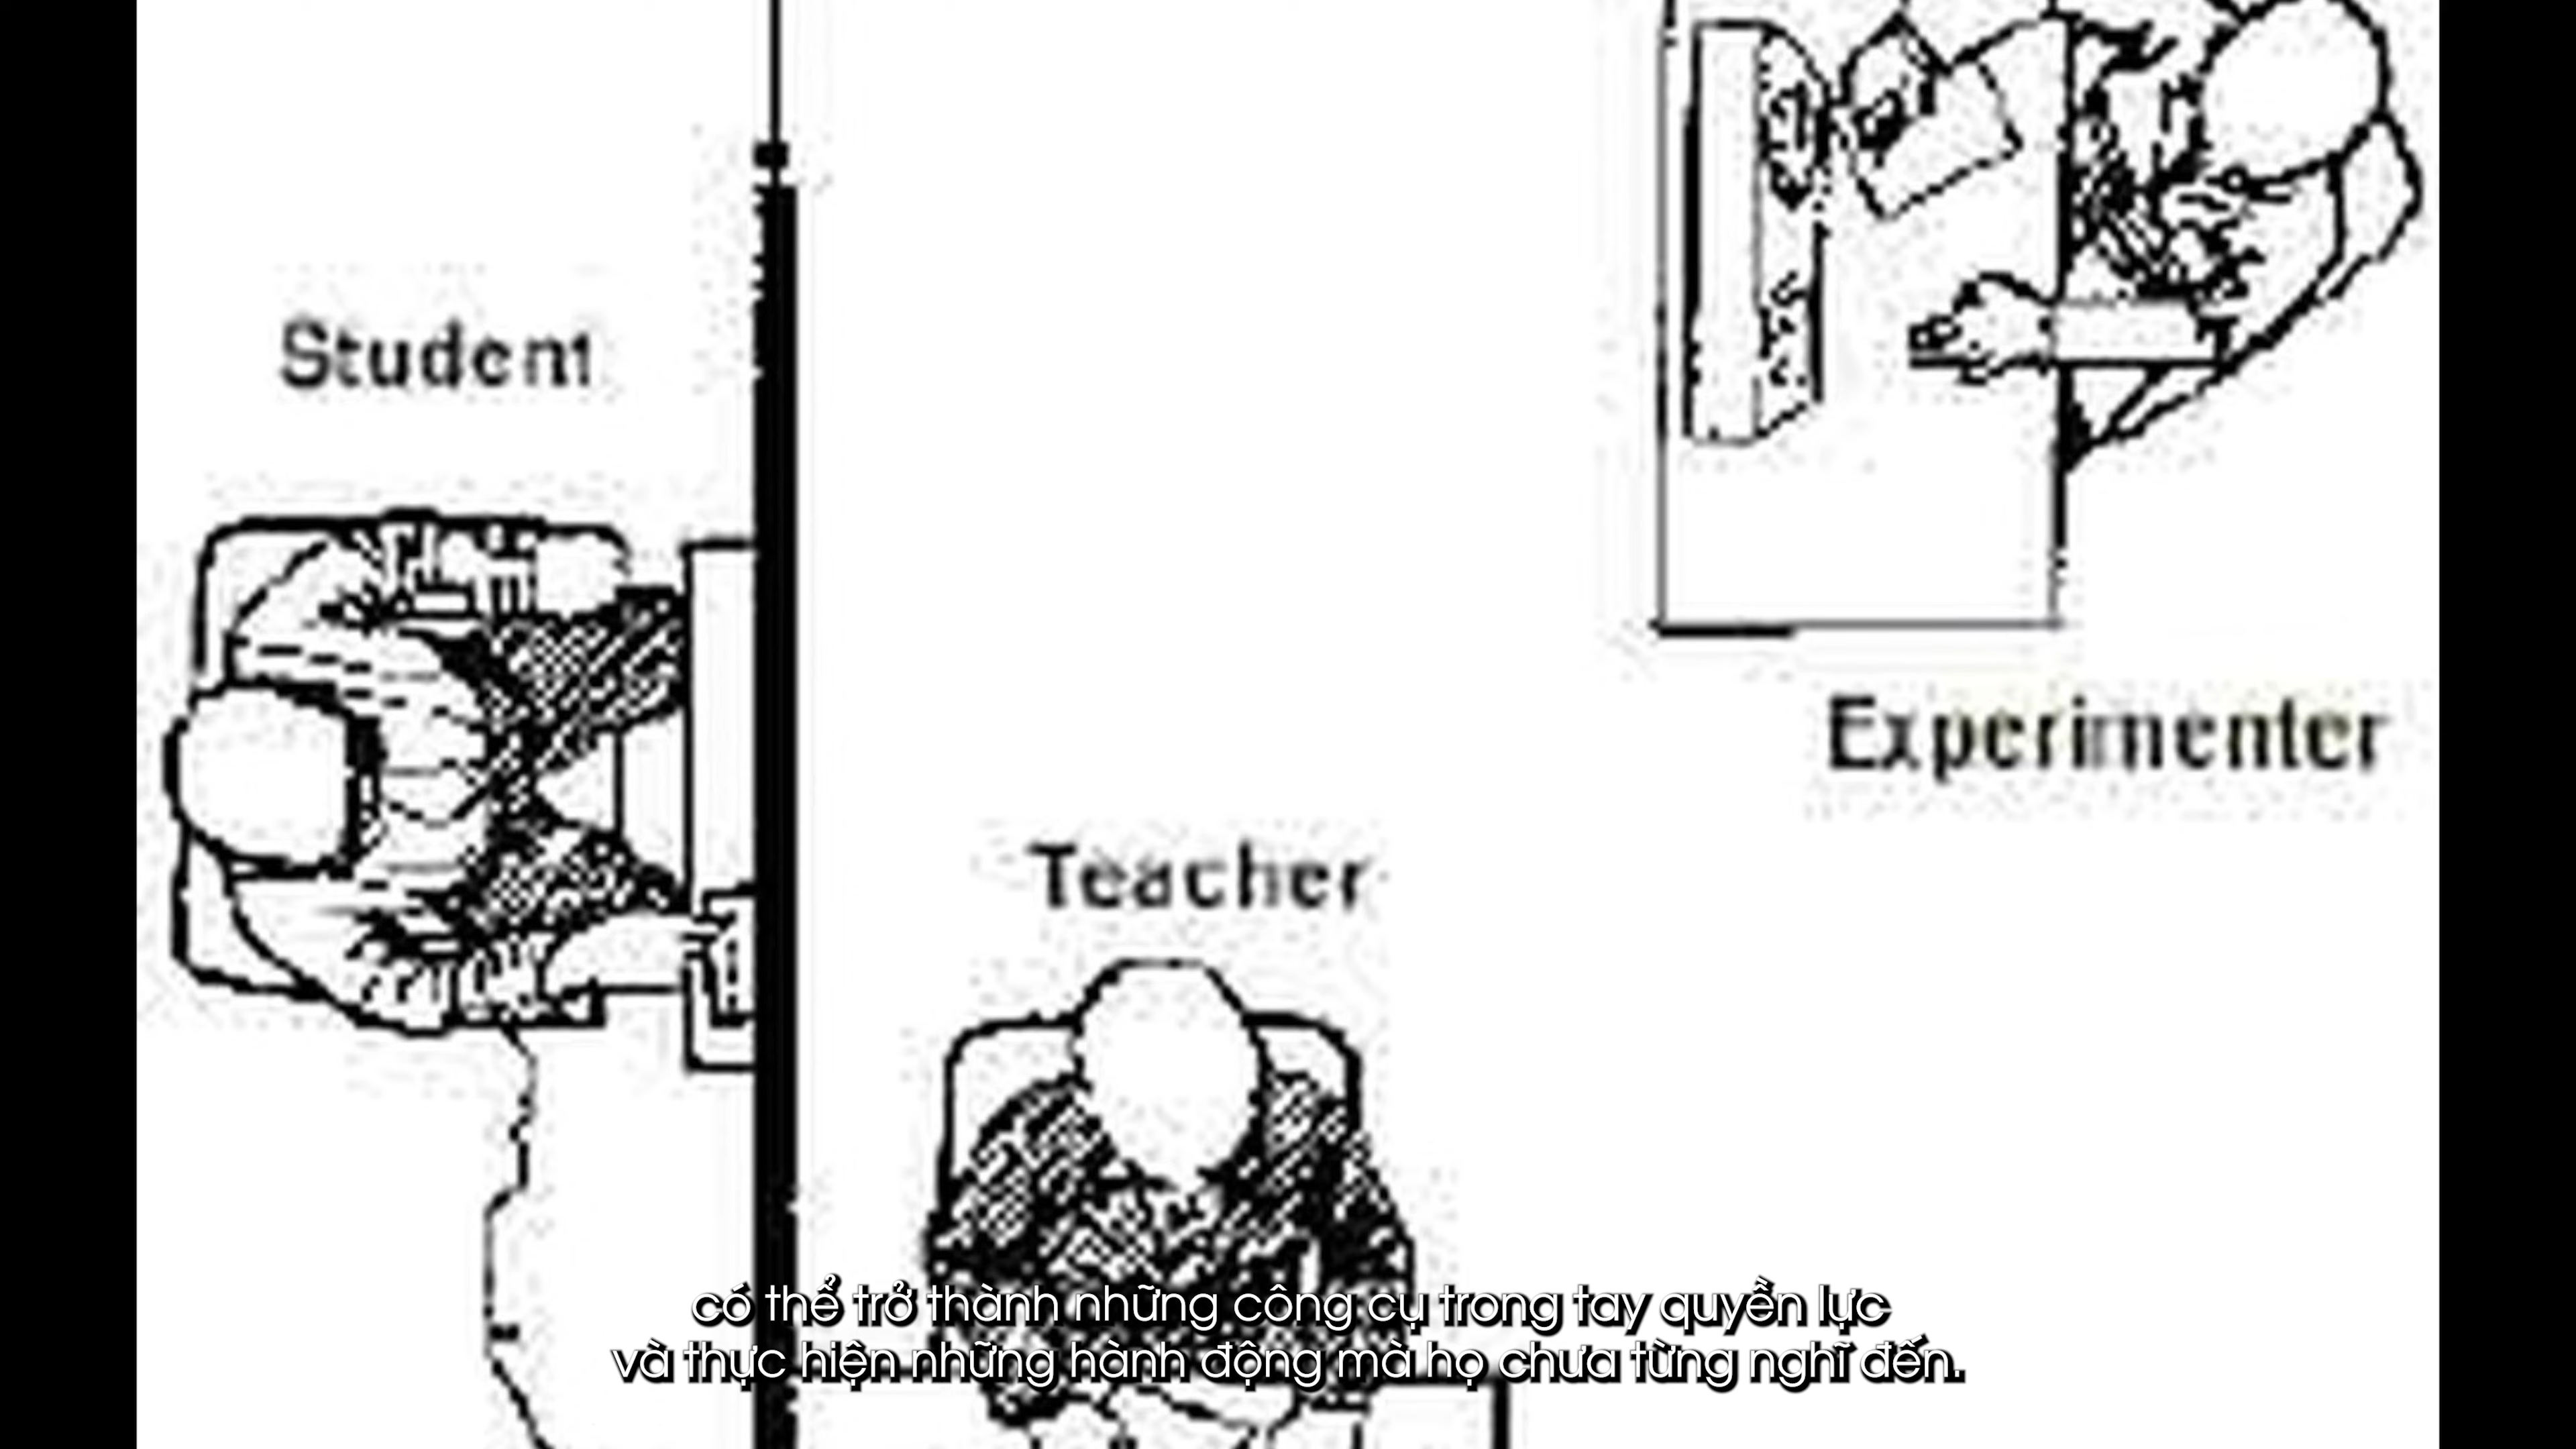 Student
Experimenter
Teacher
có thể trở thành những công cụ trong tay quyền lực
và thực hiện những hành động mà họ chưa từng nghĩ đến.